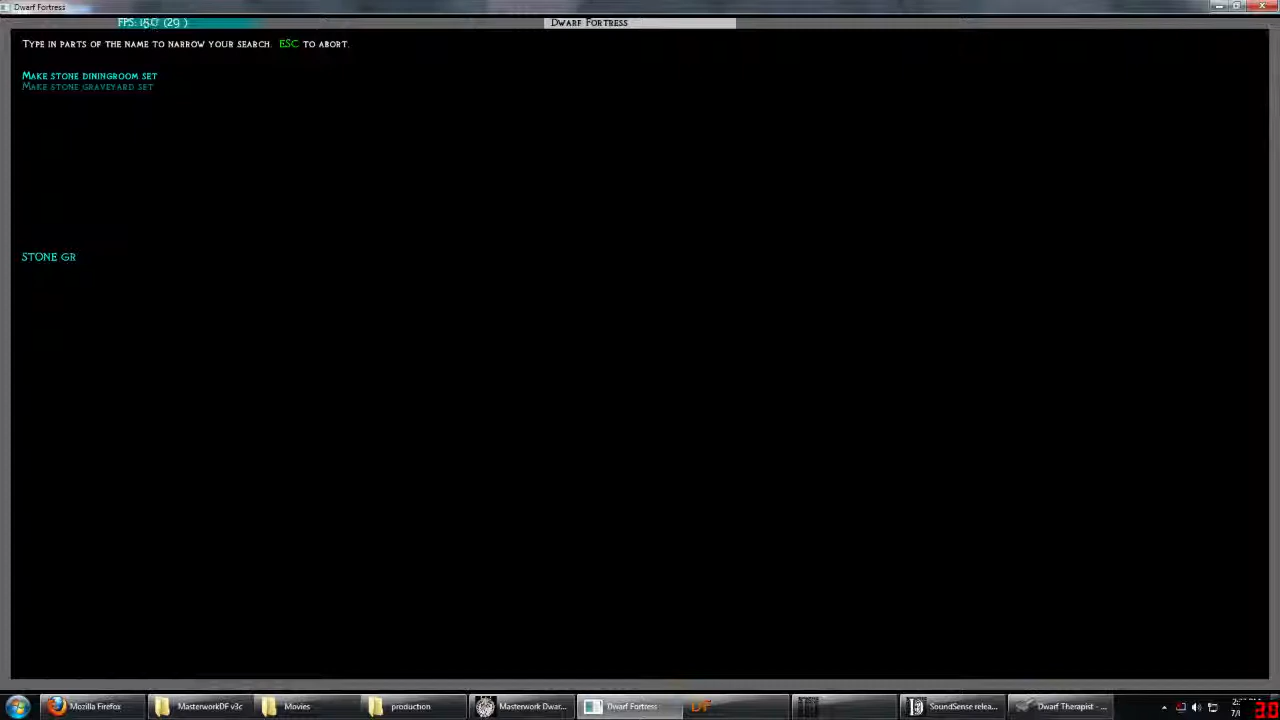 Dwarf Fortress
FPS: 150 (29 )
Dwarf Fortress
Type in parts of the name to narrow your search. ESC to abort.
Make stone diningroom set
Make stone graveyard set
STONE GR
Mozilla Firefox
MasterworkDF v3c
Movies
production
Masterwork Dwar...
Dwarf Fortress
DF
SoundSense relea...
Dwarf Therapist - ...
30